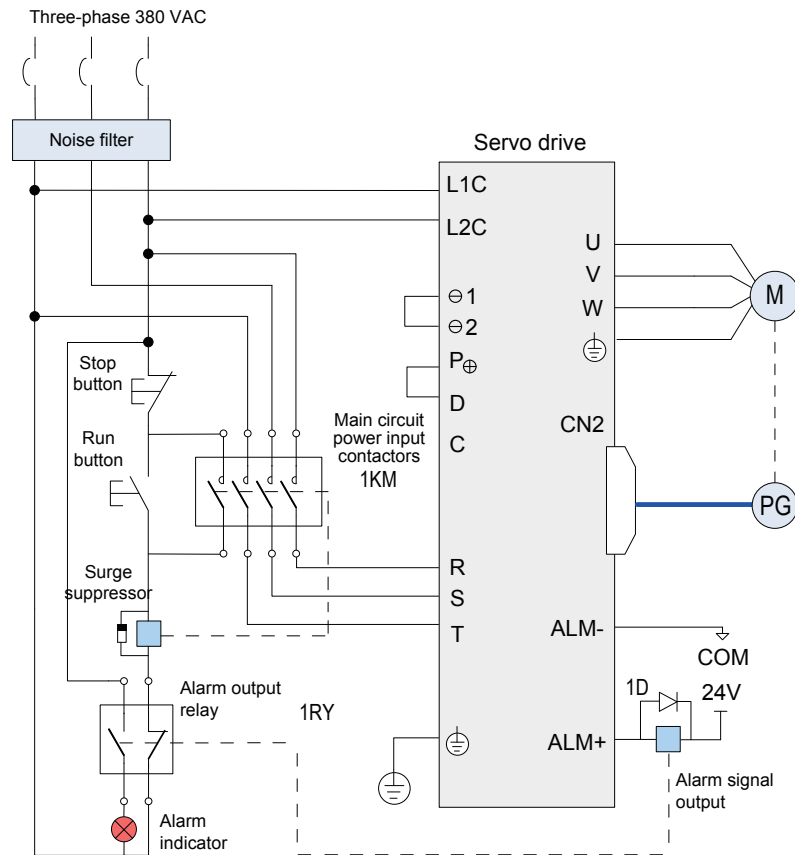 Three-phase 380 VAC
Noise filter
Servo drive
L1C
L2C
⊖1
⊖2
P⊕
D
C
R
S
T
U
V
W
CN2
ALM-
ALM+
M
PG
COM
24V
1D
Alarm signal
output
Stop
button
Run
button
Main circuit
power input
contactors
1KM
Surge
suppressor
Alarm output
relay
1RY
Alarm
indicator